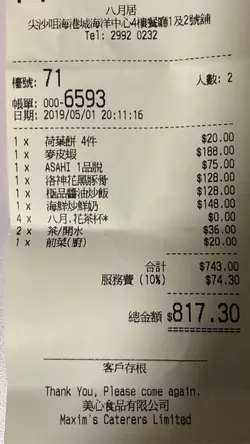 八月居
尖沙咀海港城海洋中心4樓餐廳1及2號舖
Tel: 2992 0232
檯號: 71 人數: 2
帳單: 000-6593
日期: 2019/05/01 20:11:16
1 x 荷葉餅 4件 $20.00
1 x 麥皮蝦 $188.00
1 x ASAHI 1品脫 $75.00
1 x 洛神花黑豚骨 $128.00
1 x 極品醬油炒飯 $128.00
1 x 海鮮炒鮮奶 $148.00
4 x 八月.花茶杯* $0.00
2 x 茶/開水 $36.00
1 x 前菜(廚) $20.00
合計 $743.00
服務費 (10%) $74.30
總金額 $817.30
客戶存根
Thank You, Please come again.
美心食品有限公司
Maxim's Caterers Limited